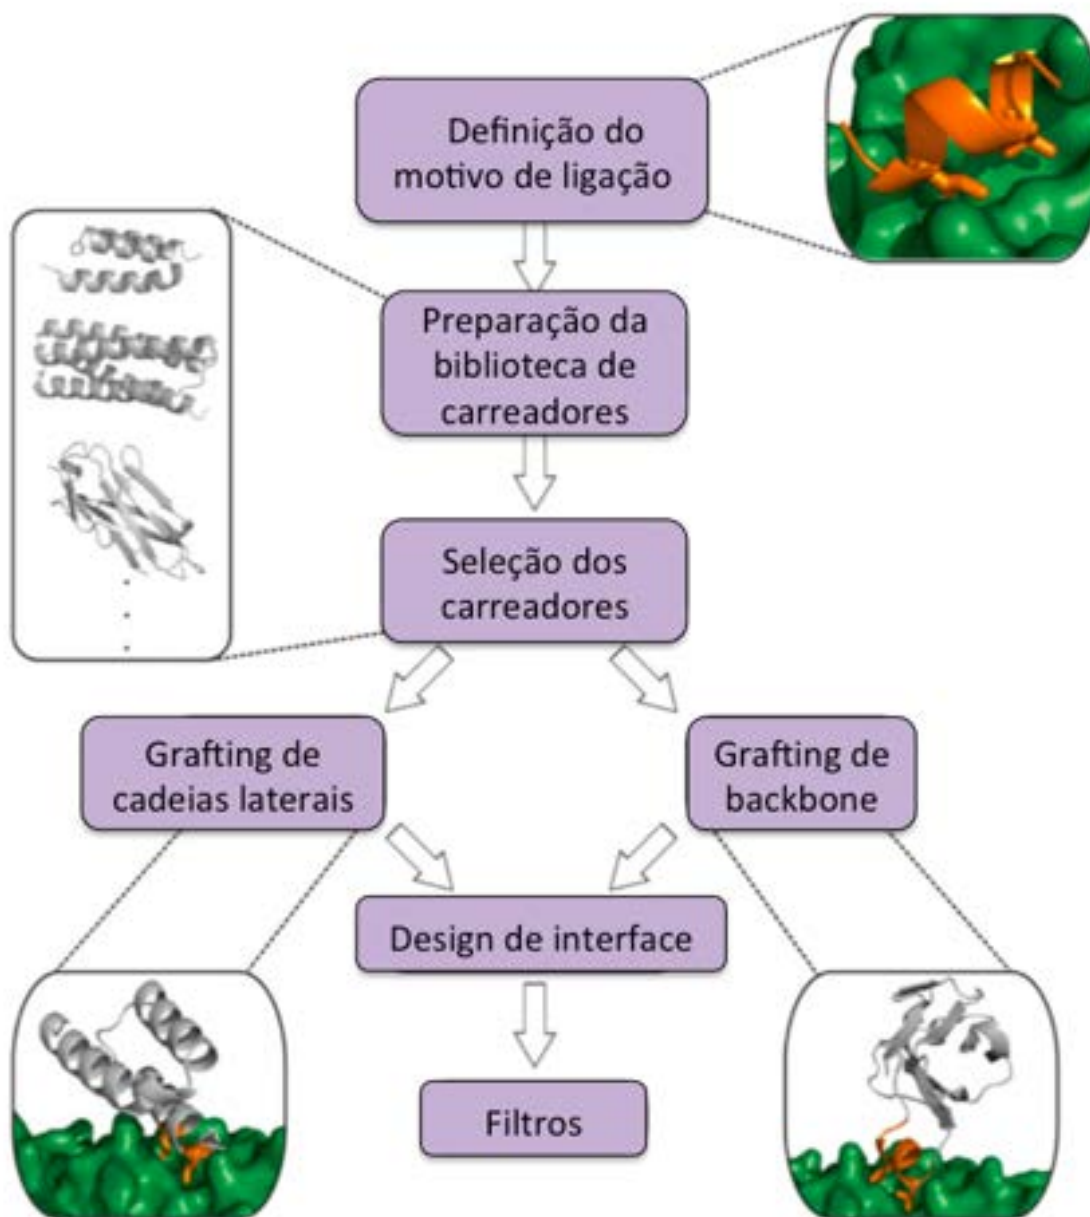 Definição do
motivo de ligação
Preparação da
biblioteca de
carreadores
Seleção dos
carreadores
Grafting de
cadeias laterais
Grafting de
backbone
Design de interface
Filtros